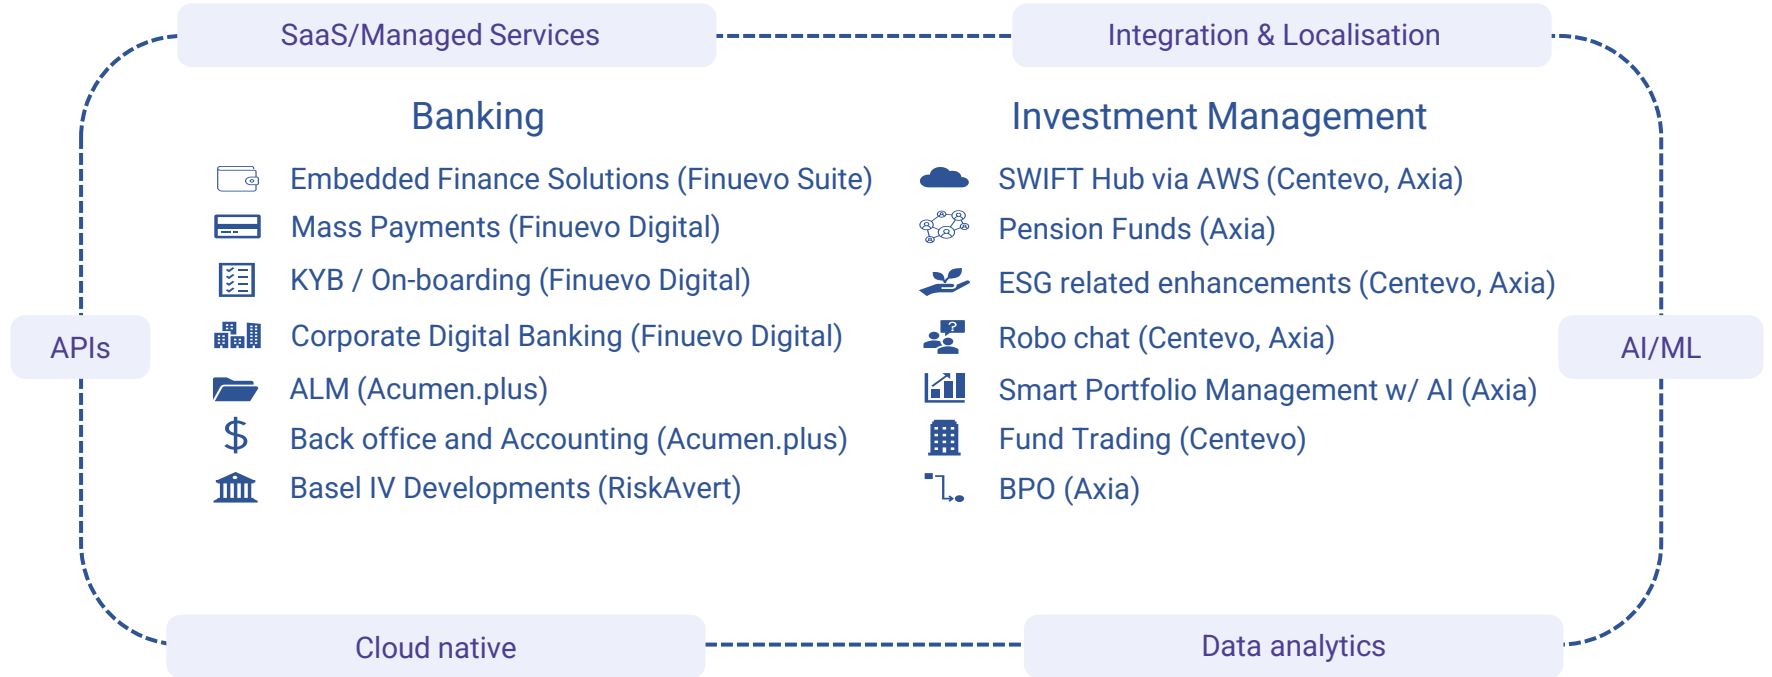 SaaS/Managed Services
Integration & Localisation
Banking
Embedded Finance Solutions (Finuevo Suite)
Mass Payments (Finuevo Digital)
KYB / On-boarding (Finuevo Digital)
Corporate Digital Banking (Finuevo Digital)
ALM (Acumen.plus)
$
Back office and Accounting (Acumen.plus)
Basel IV Developments (RiskAvert)
Investment Management
SWIFT Hub via AWS (Centevo, Axia)
Pension Funds (Axia)
ESG related enhancements (Centevo, Axia)
?
Robo chat (Centevo, Axia)
Smart Portfolio Management w/ AI (Axia)
Fund Trading (Centevo)
BPO (Axia)
APIs
AI/ML
Cloud native
Data analytics